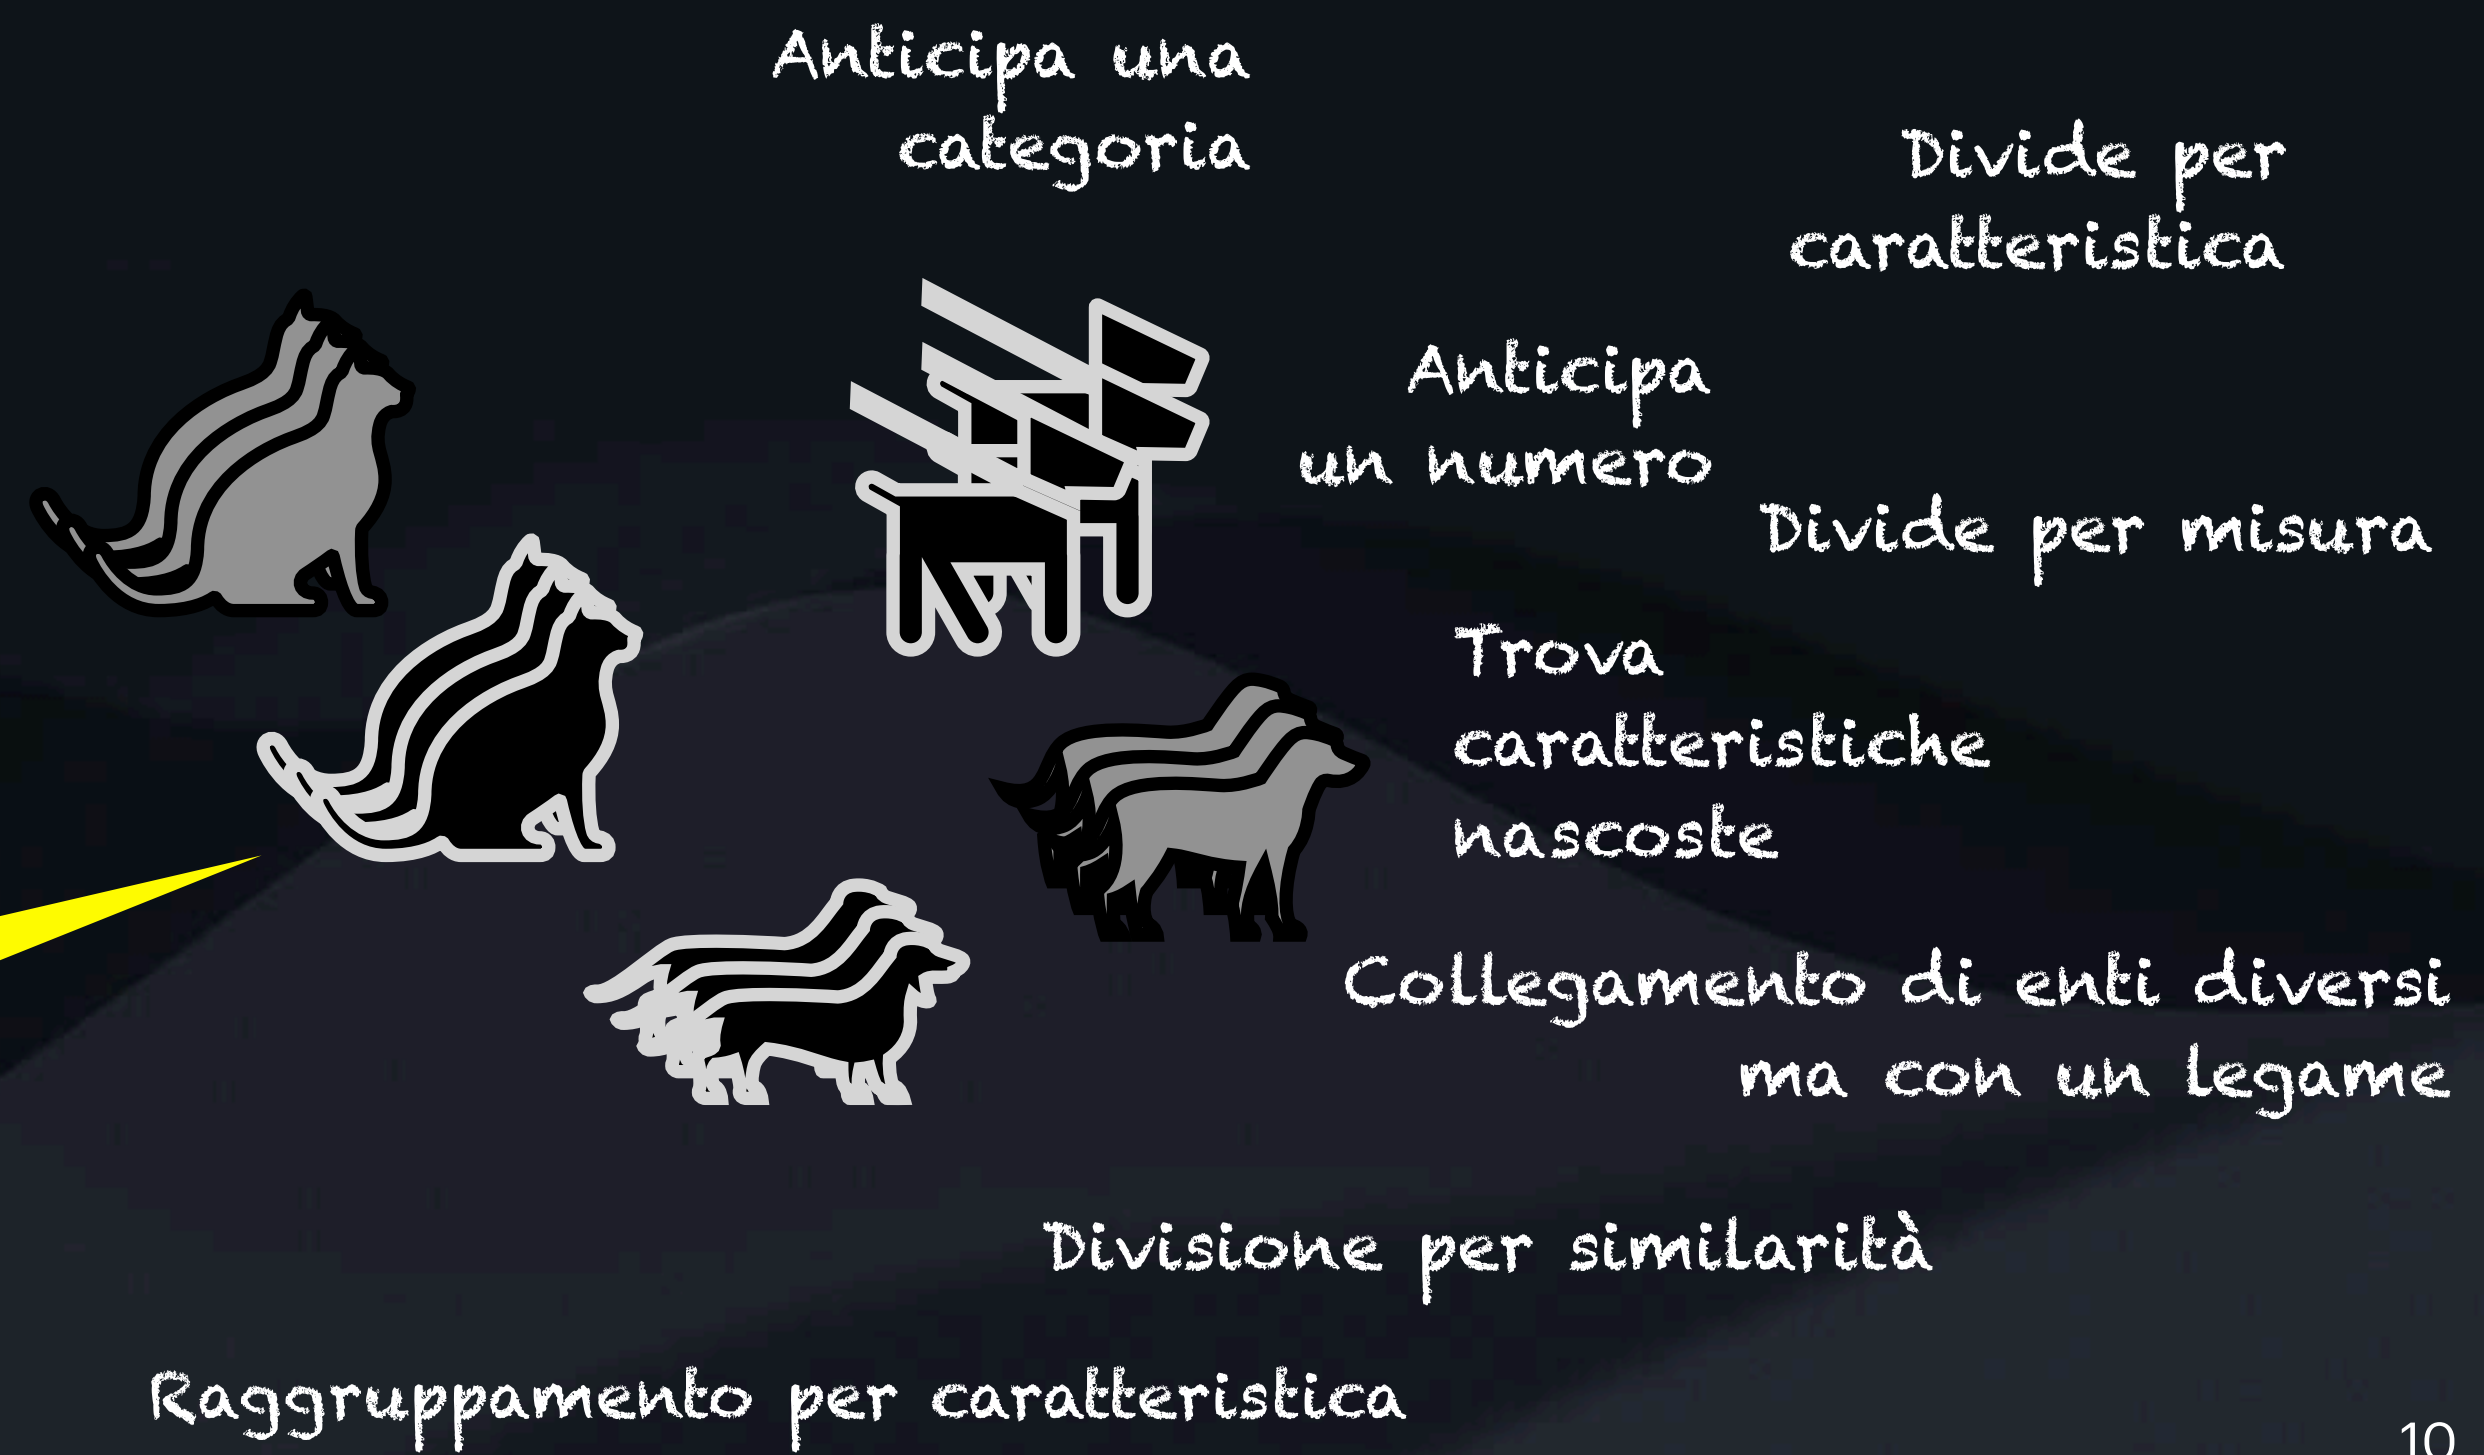 Anticipa una
categoria
Divide per
caratteristica
Anticipa
un numero
Divide per misura
Trova
caratteristiche
nascoste
Collegamento di enti diversi
ma con un legame
Divisione per similarità
Raggruppamento per caratteristica
10